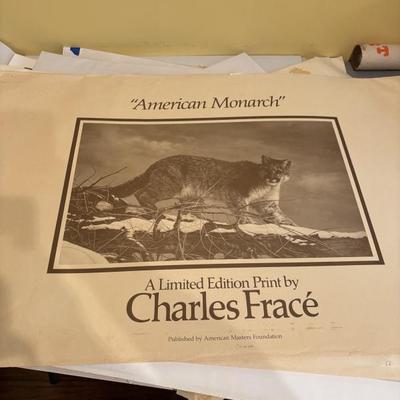 "American Monarch"
A Limited Edition Print by
Charles Fracé
Published by American Masters Foundation